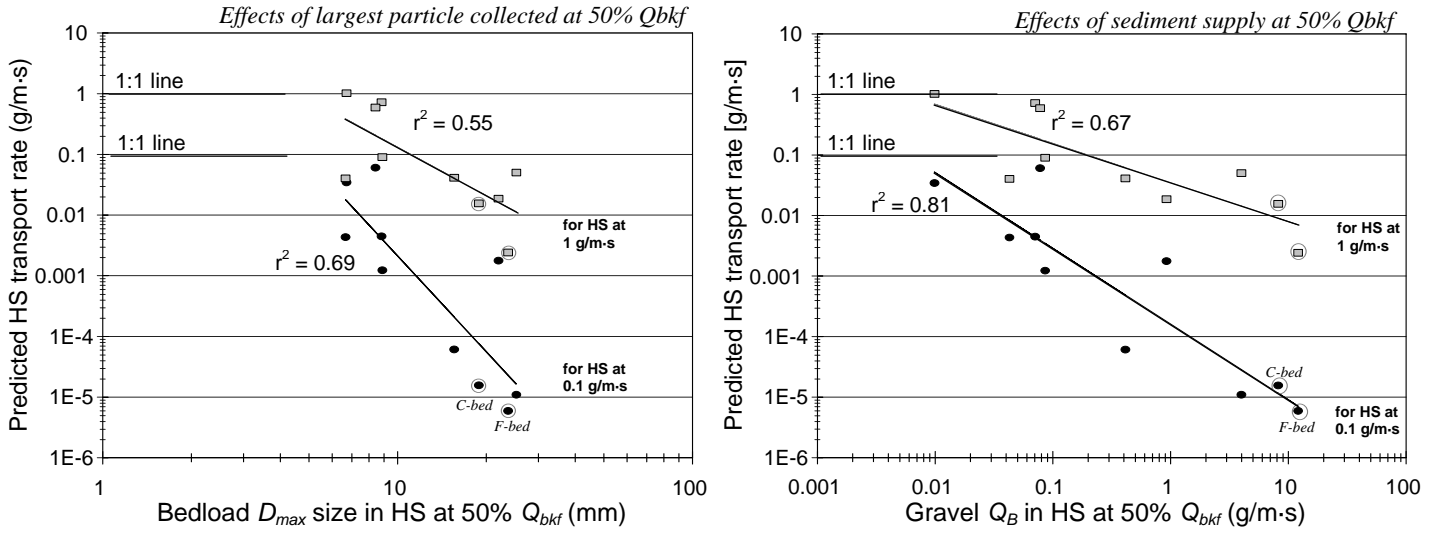 Effects of largest particle collected at 50% Qbkf
Predicted HS transport rate (g/m·s)
10
1
0.1
0.01
0.001
1E-4
1E-5
1E-6
1:1 line
1:1 line
r² = 0.55
r² = 0.69
for HS at
1 g/m·s
for HS at
0.1 g/m·s
C-bed
F-bed
1
10
100
Bedload Dmax size in HS at 50% Qbkf (mm)
Effects of sediment supply at 50% Qbkf
Predicted HS transport rate [g/m·s]
10
1
0.1
0.01
0.001
1E-4
1E-5
1E-6
1:1 line
1:1 line
r² = 0.67
r² = 0.81
for HS at
1 g/m·s
C-bed
F-bed
for HS at
0.1 g/m·s
0.001
0.01
0.1
1
10
100
Gravel QB in HS at 50% Qbkf (g/m·s)